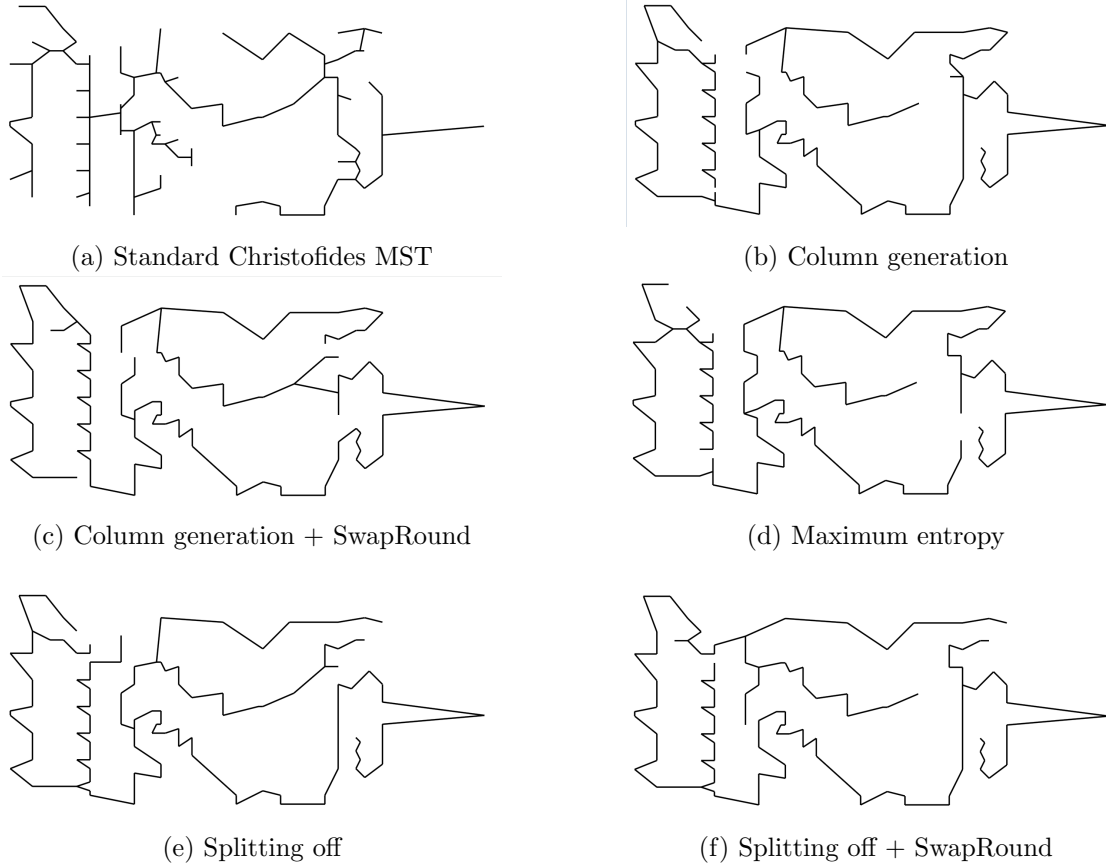 (a) Standard Christofides MST
(b) Column generation
(c) Column generation + SwapRound
(d) Maximum entropy
(e) Splitting off
(f) Splitting off + SwapRound